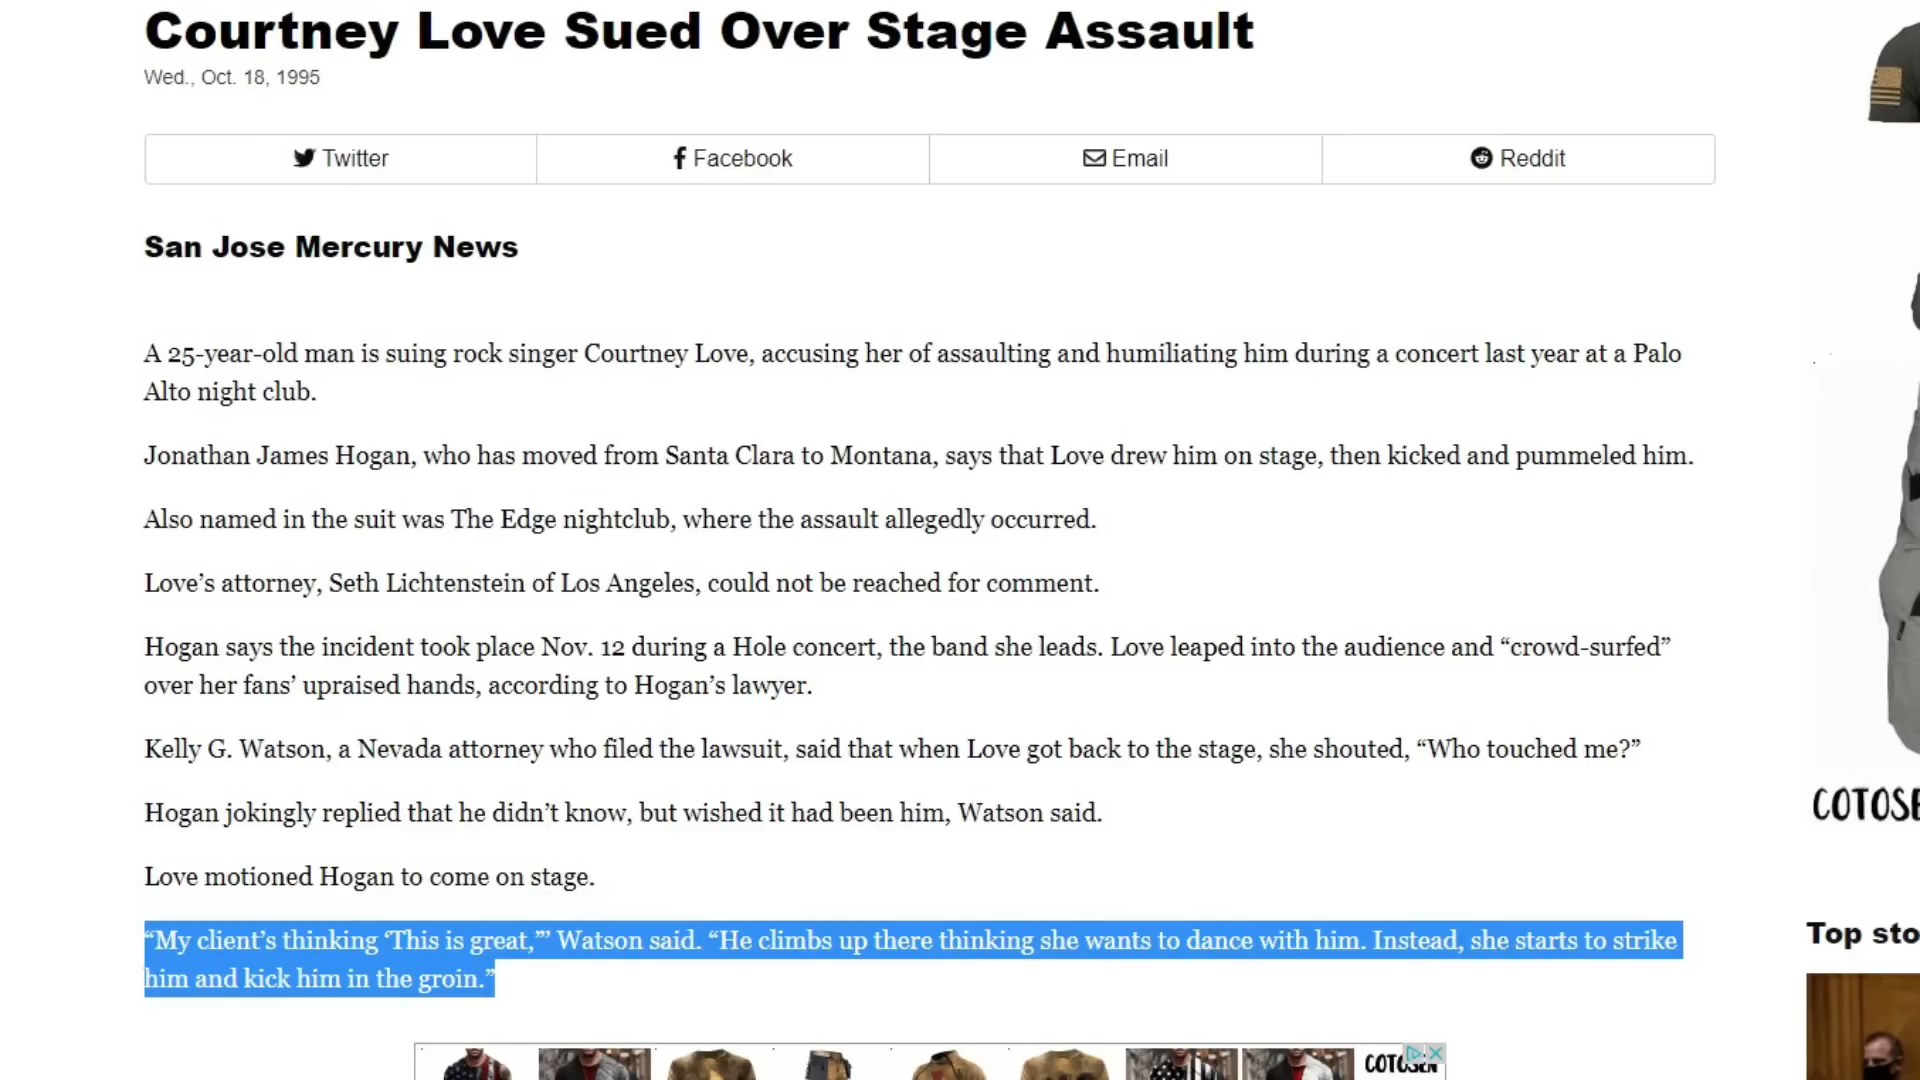 Courtney Love Sued Over Stage Assault
Wed., Oct. 18, 1995
Twitter
Facebook
Email
Reddit
San Jose Mercury News
A 25-year-old man is suing rock singer Courtney Love, accusing her of assaulting and humiliating him during a concert last year at a Palo
Alto night club.
Jonathan James Hogan, who has moved from Santa Clara to Montana, says that Love drew him on stage, then kicked and pummeled him.
Also named in the suit was The Edge nightclub, where the assault allegedly occurred.
Love’s attorney, Seth Lichtenstein of Los Angeles, could not be reached for comment.
Hogan says the incident took place Nov. 12 during a Hole concert, the band she leads. Love leaped into the audience and “crowd-surfed”
over her fans’ upraised hands, according to Hogan’s lawyer.
Kelly G. Watson, a Nevada attorney who filed the lawsuit, said that when Love got back to the stage, she shouted, “Who touched me?”
Hogan jokingly replied that he didn’t know, but wished it had been him, Watson said.
COTOSE
Love motioned Hogan to come on stage.
“My client’s thinking ‘This is great,’” Watson said. “He climbs up there thinking she wants to dance with him. Instead, she starts to strike
him and kick him in the groin.”
Top sto
COTOSEN